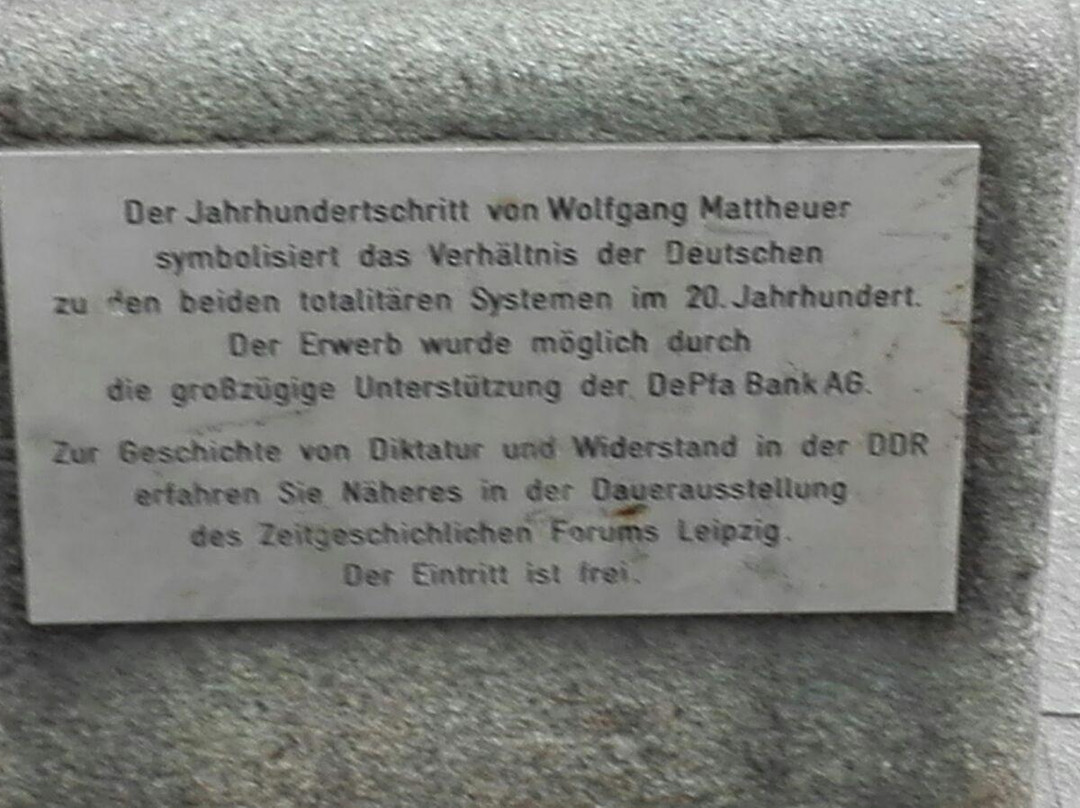 Der Jahrhundertschritt von Wolfgang Mattheuer
symbolisiert das Verhältnis der Deutschen
zu den beiden totalitären Systemen im 20. Jahrhundert.
Der Erwerb wurde möglich durch
die großzügige Unterstützung der DePfa Bank AG.
Zur Geschichte von Diktatur und Widerstand in der DDR
erfahren Sie Näheres in der Dauerausstellung
des Zeitgeschichlichen Forums Leipzig.
Der Eintritt ist frei.